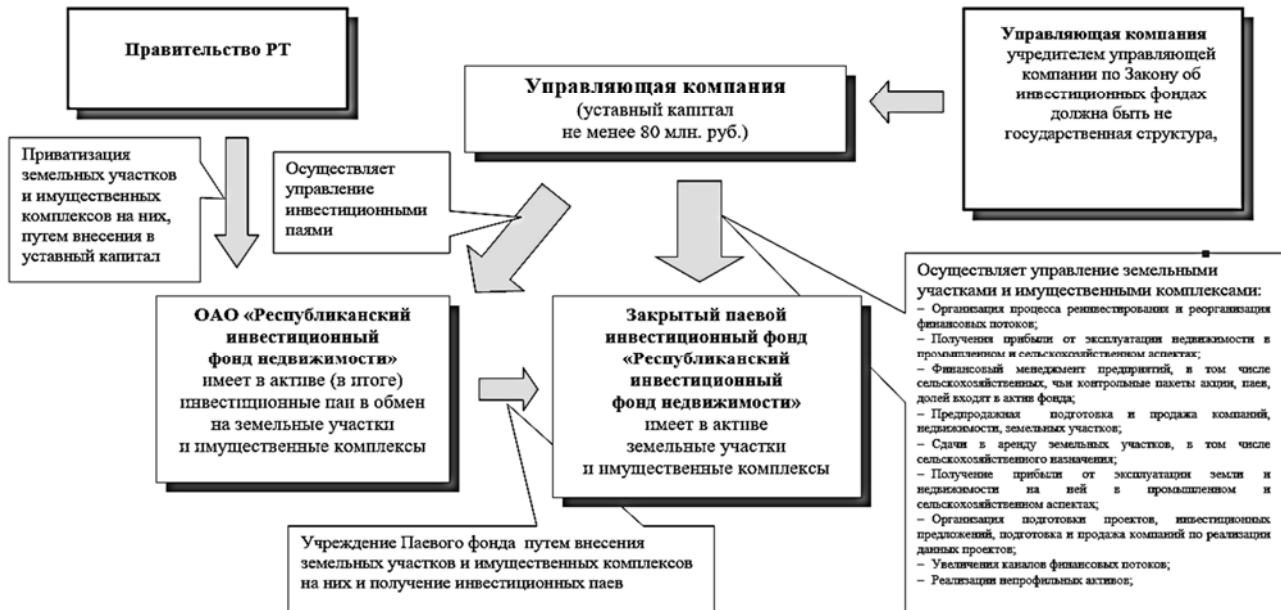 Правительство РТ
Управляющая компания
(уставный капитал
не менее 80 млн. руб.)
Управляющая компания
учредителем управляющей
компании по Закону об
инвестиционных фондах
должна быть не
государственная структура,
Приватизация
земельных участков
и имущественных
комплексов на них,
путем внесения в
уставный капитал
Осуществляет
управление
инвестиционными
паями
ОАО «Республиканский
инвестиционный
фонд недвижимости»
имеет в активе (в итоге)
инвестиционные паи в обмен
на земельные участки
и имущественные комплексы
Закрытый паевой
инвестиционный фонд
«Республиканский
инвестиционный
фонд недвижимости»
имеет в активе
земельные участки
и имущественные комплексы
Осуществляет управление земельными
участками и имущественными комплексами:
– Организация процесса реинвестирования и реорганизация
финансовых потоков;
– Получения прибыли от эксплуатации недвижимости в
промышленном и сельскохозяйственном аспектах;
– Финансовый менеджмент предприятий, в том числе
сельскохозяйственных, чьи контрольные пакеты акции, паев,
долей входят в актив фонда;
– Предпродажная подготовка и продажа компаний,
недвижимости, земельных участков;
– Сдачи в аренду земельных участков, в том числе
сельскохозяйственного назначения;
– Получение прибыли от эксплуатации земли и
недвижимости на ней в промышленном и
сельскохозяйственном аспектах;
– Организация подготовки проектов, инвестиционных
предложений, подготовка и продажа компаний по реализации
данных проектов;
– Увеличения каналов финансовых потоков;
– Реализации непрофильных активов;
Учреждение Паевого фонда путем внесения
земельных участков и имущественных комплексов
на них и получение инвестиционных паев